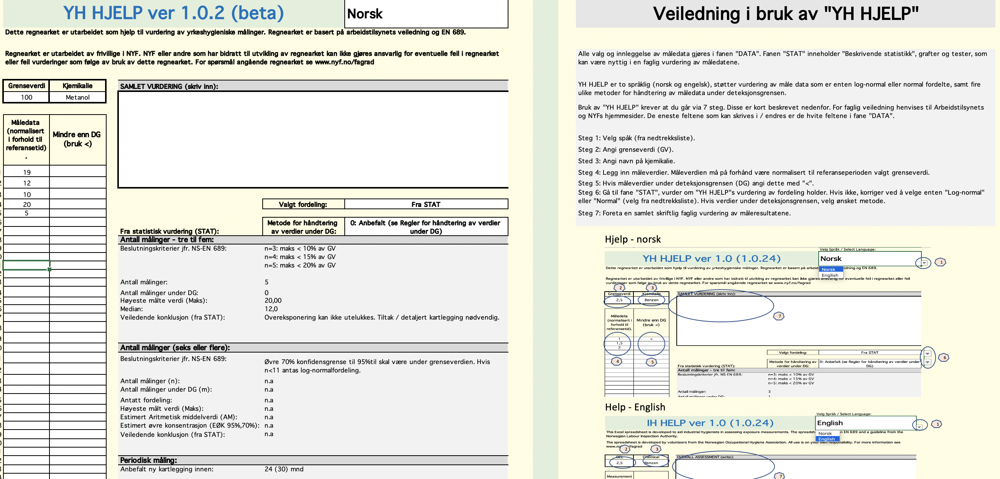 YH HJELP ver 1.0.2 (beta)
Norsk
Dette regnearket er utarbeidet som hjelp til vurdering av yrkeshygieniske målinger. Regnearket er basert på arbeidstilsynets veiledning og EN 689.
Regnearket er utarbeidet av frivillige i NYF. NYF eller andre som har bidratt til utvikling av regnearket kan ikke gjøres ansvarlig for eventuelle feil i regnearket
eller feil vurderinger som følge av bruk av dette regnearket. For spørsmål angående regnearket se www.nyf.no/fagrad
Grenseverdi Kjemikalie
100 Metanol
Måledata
(normalisert
i forhold til
referansetid)
.
Mindre enn DG
(bruk <)
19
12
10
20
5
SAMLET VURDERING (skriv inn):
Valgt fordeling: Fra STAT
Metode for håndtering
av verdier under DG:
0: Anbefalt (se Regler for håndtering av verdier
under DG)
Fra statistisk vurdering (STAT):
Antall målinger - tre til fem:
Beslutningskriterier jfr. NS-EN 689: n=3: maks < 10% av GV
n=4: maks < 15% av GV
n=5: maks < 20% av GV
Antall målinger: 5
Antall målinger under DG: 0
Høyeste målte verdi (Maks): 20,00
Median: 12,0
Veiledende konklusjon (fra STAT): Overeksponering kan ikke utelukkes. Tiltak / detaljert kartlegging nødvendig.
Antall målinger (seks eller flere):
Beslutningskriterier jfr. NS-EN 689: Øvre 70% konfidensgrense til 95%til skal være under grenseverdien. Hvis
n<11 antas log-normalfordeling.
Antall målinger (n): n.a
Antall målinger under DG (m): n.a
Antatt fordeling: n.a
Høyeste målt verdi (Maks): n.a
Estimert Aritmetisk middelverdi (AM): n.a
Estimert øvre konsentrasjon (EØK 95%,70%): n.a
Veiledende konklusjon (fra STAT): n.a
Periodisk måling:
Anbefalt ny kartlegging innen: 24 (30) mnd
Veiledning i bruk av "YH HJELP"
Alle valg og innleggelse av måledata gjøres i fanen "DATA". Fanen "STAT" inneholder "Beskrivende statistikk", grafter og tester, som
kan være nyttig i en faglig vurdering av måledatene.
YH HJELP er to språklig (norsk og engelsk), støtter vurdering av måle data som er enten log-normal eller normal fordelte, samt fire
ulike metoder for håndtering av måledata under deteksjonsgrensen.
Bruk av "YH HJELP" krever at du går via 7 steg. Disse er kort beskrevet nedenfor. For faglig veiledning henvises til Arbeidstilsynets
og NYFs hjemmesider. De eneste feltene som kan skrives i / endres er de hvite feltene i fane "DATA".
Steg 1: Velg spåk (fra nedtrekksliste).
Steg 2: Angi grenseverdi (GV).
Sted 3: Angi navn på kjemikalie.
Steg 4: Legg inn måleverdier. Måleverdien må på forhånd være normalisert til referanseperioden valgt grenseverdi.
Steg 5: Hvis måleverdier under deteksjonsgrensen (DG) angi dette med "<".
Steg 6: Gå til fane "STAT", vurder om "YH HJELP"s vurdering av fordeling holder. Hvis ikke, korriger ved å velge enten "Log-normal"
eller "Normal" (velg fra nedtrekksliste). Hvis verdier under deteksjonsgrensen, velg ønsket metode.
Steg 7: Foreta en samlet skriftlig faglig vurdering av måleresultatene.
Hjelp - norsk
Velg Språk / Select Language:
YH HJELP ver 1.0 (1.0.24)
Norsk
1
Norsk
English
Dette regnearket er utarbeidet som hjelp til vurdering av yrkeshygieniske målinger. Regnearket er basert på arbeid edning og EN 689.
Regnearket er utarbeidet av frivillige i NYF. NYF eller andre som har bidratt til utvikling av regnearket kan ikke gjøres ansvarlig for eventuelle feil i regnearket eller feil
vurderinger som følge av bruk av dette regnearket. For spørsmål angående regnearket se www.nyf.no/fagrad
2 3
Grenseverdi Kjemikalie
2,5 Benzen
SAMLET VURDERING (skriv inn):
7
Måledata
(normalisert i
forhold til
referansetid).
Mindre enn DG
(bruk <)
1 <
1,5
2
4 5
Valgt fordeling: Fra STAT
6
Metode for håndtering av
verdier under DG:
0: Anbefalt (se Regler for håndtering av verdier under
DG)
Fra statistisk vurdering (STAT):
Antall målinger - tre til fem:
Beslutningskriterier jfr. NS-EN 689: n=3: maks < 10% av GV
n=4: maks < 15% av GV
n=5: maks < 20% av GV
Antall målinger: 3
Antall målinger under DG: 1
Help - English
Velg Språk / Select Language:
IH HELP ver 1.0 (1.0.24)
English
1
Norsk
English
This Excel spreadsheet is developed to aid industrial hygienists in assessing exposure measurements. The spreadsh n EN 689 and a guideline from the
Norwegian Labour Inspection Authority.
The spreadsheet is developed by volunteers from the Norwegian Occupational Hygiene Association. All use is on your own responsibility. For more information see
www.ny /fagrad
2 3
OEL Chemical
2,5 Benzen
OVERALL ASSESSMENT (write):
7
Measurement